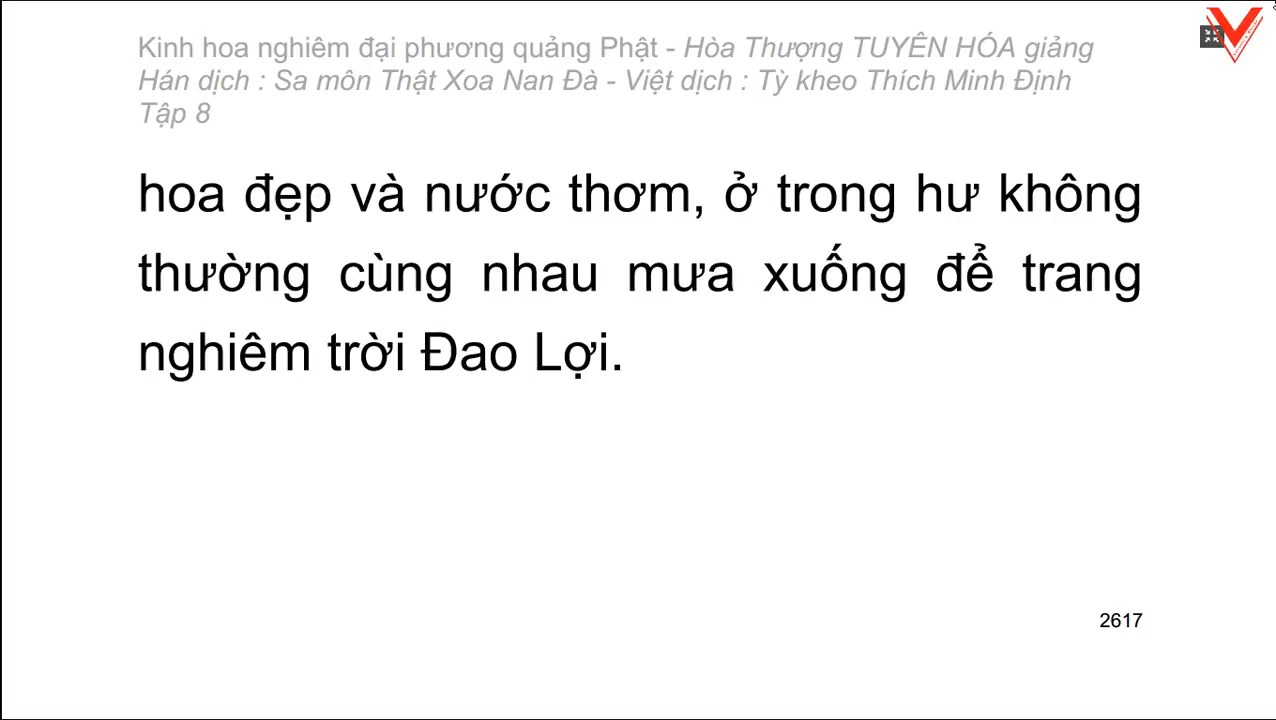 Kinh hoa nghiêm đại phương quảng Phật - Hòa Thượng TUYÊN HÓA giảng
Hán dịch : Sa môn Thật Xoa Nan Đà - Việt dịch : Tỳ kheo Thích Minh Định
Tập 8
hoa đẹp và nước thơm, ở trong hư không
thường cùng nhau mưa xuống để trang
nghiêm trời Đao Lợi.
2617